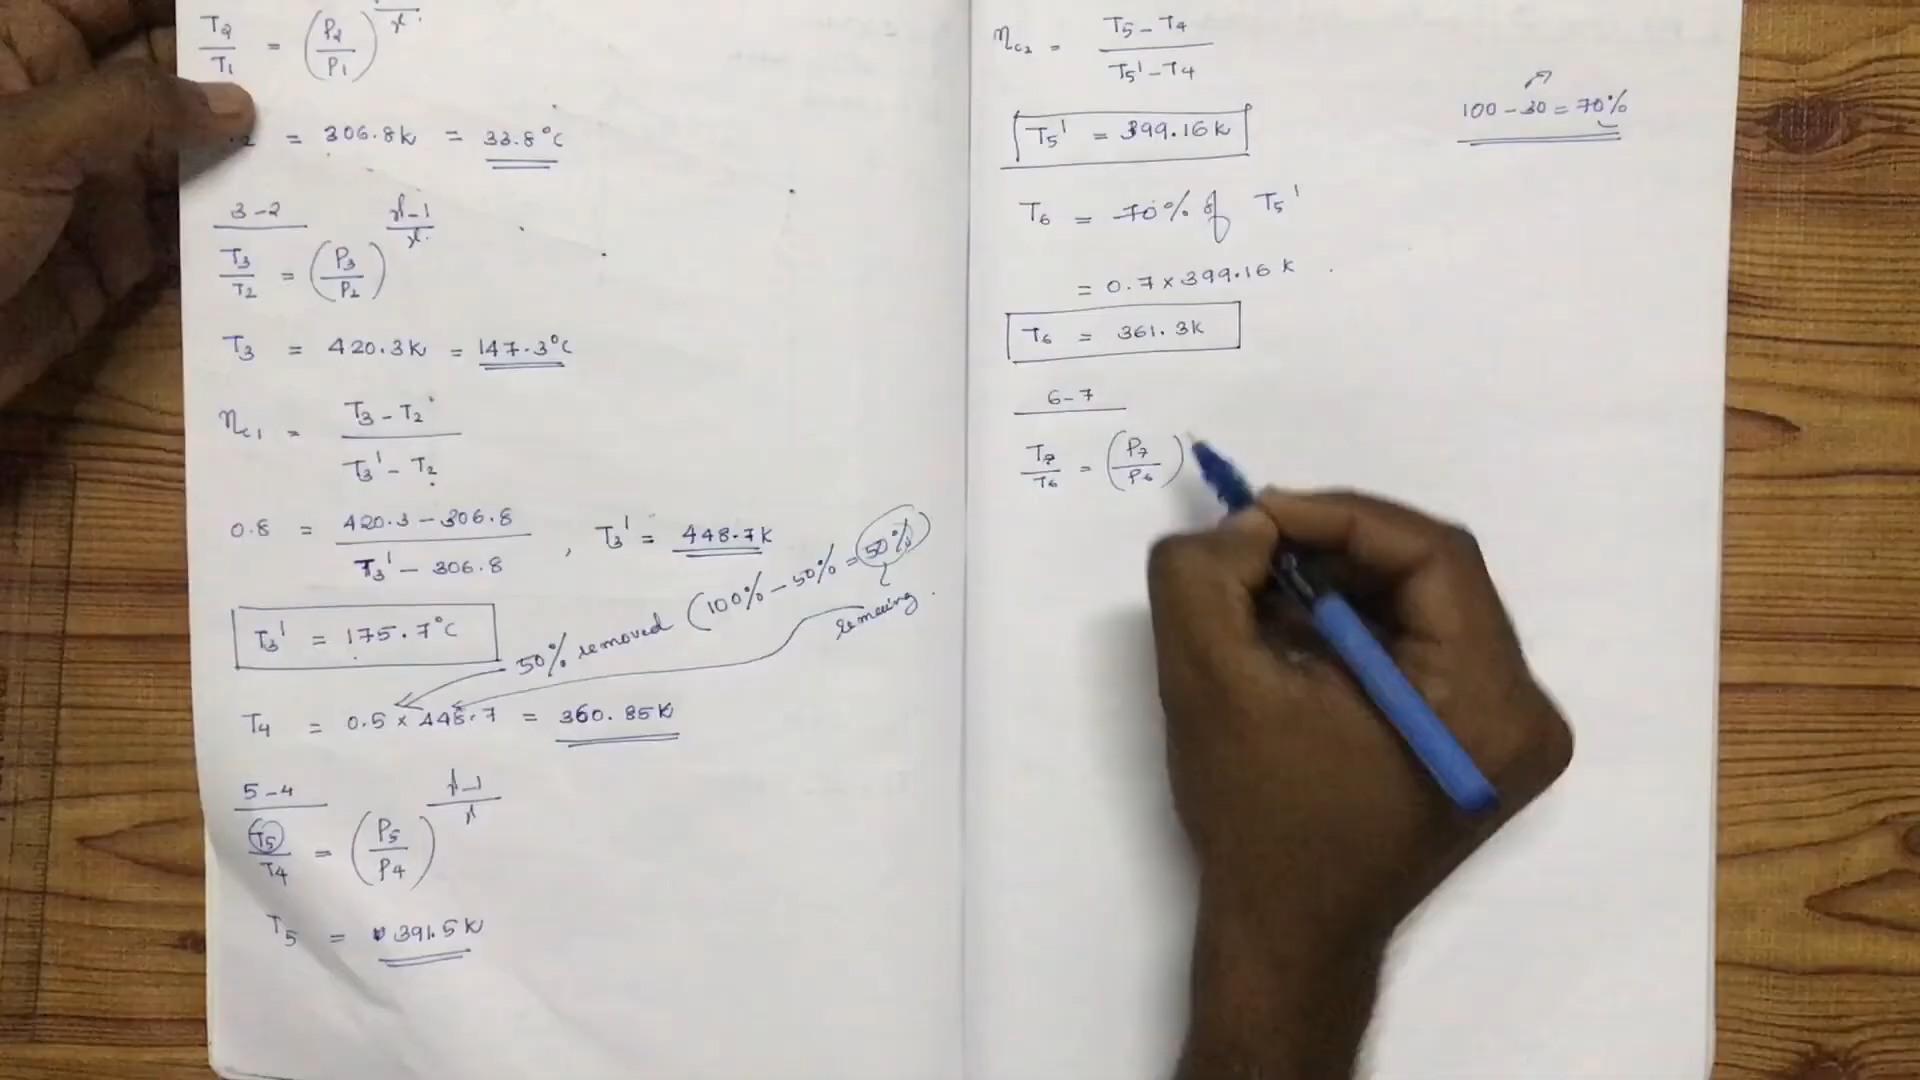 T2/T1 = (P2/P1)
= 306.8K = 33.8°C
3-2
T3/T2 = (P3/P2)^(γ-1/γ)
T3 = 420.3K = 147.3°C
ηc1 = T3-T2/T3'-T2
0.8 = 420.3-306.8/T3'-306.8 , T3' = 448.7K
T3' = 175.7°C
50% removed (100%-50% = 50%)
remaing.
T4 = 0.5 × 448.7 = 360.85K
5-4
T5/T4 = (P5/P4)^(γ-1/γ)
T5 = 391.5K
ηc2 = T5-T4/T5'-T4
100-30 = 70%
T5' = 399.16K
T6 = 70% of T5'
= 0.7×399.16K .
T6 = 361.3K
6-7
T7/T6 = (P7/P6)